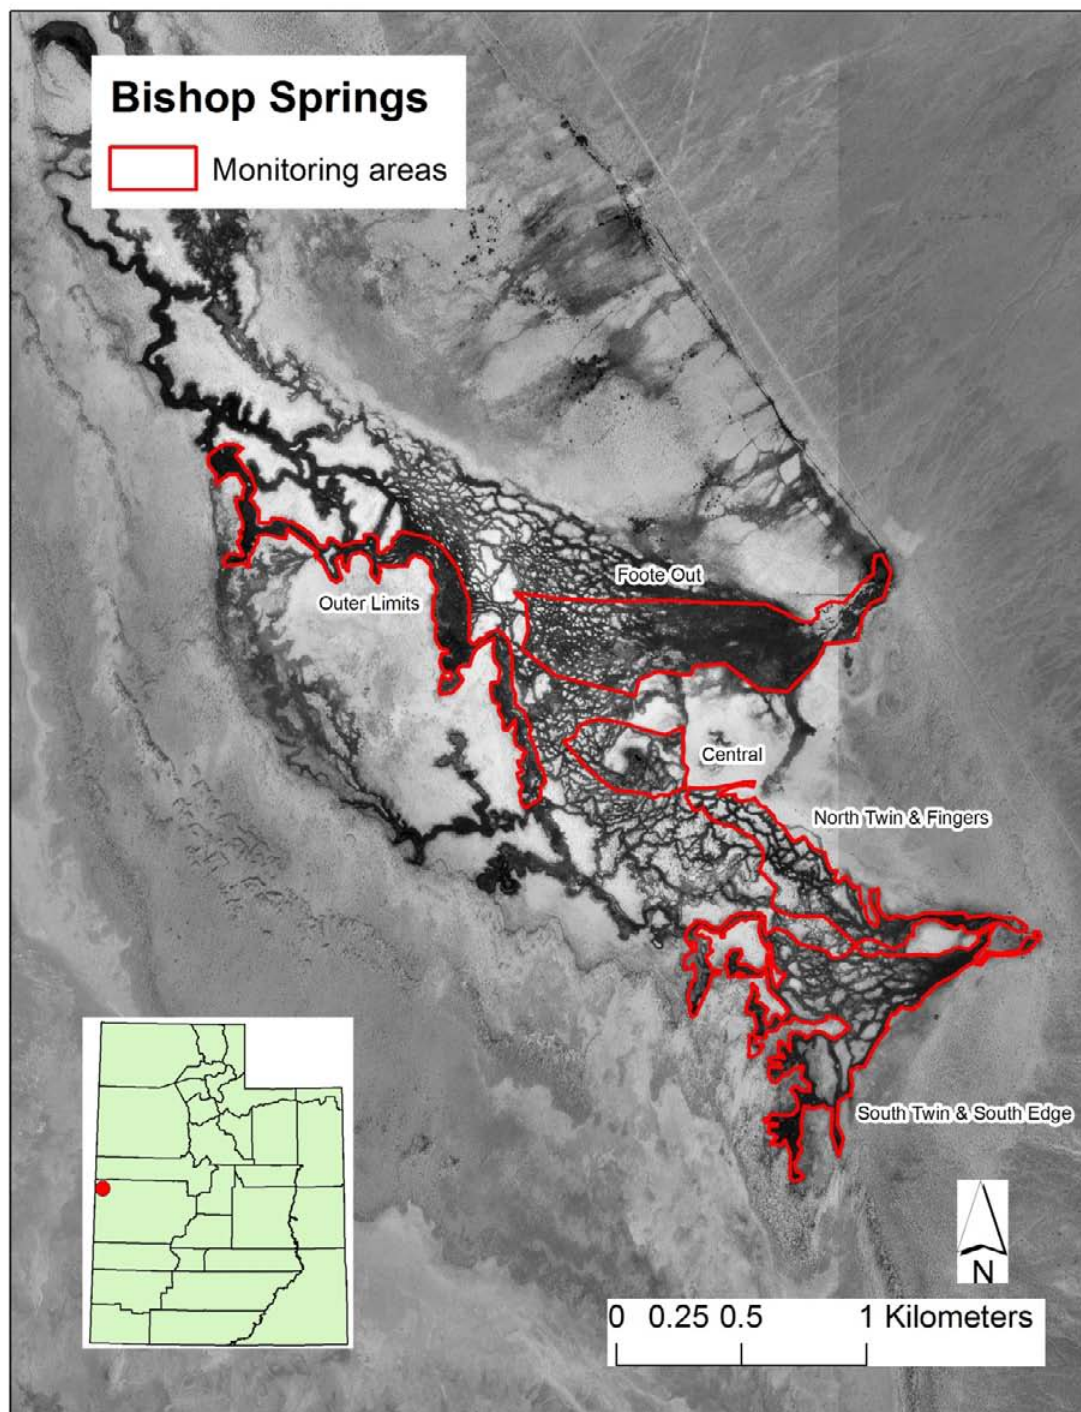 Bishop Springs
Monitoring areas
Foote Out
Outer Limits
Central
North Twin & Fingers
South Twin & South Edge
N
0 0.25 0.5 1 Kilometers